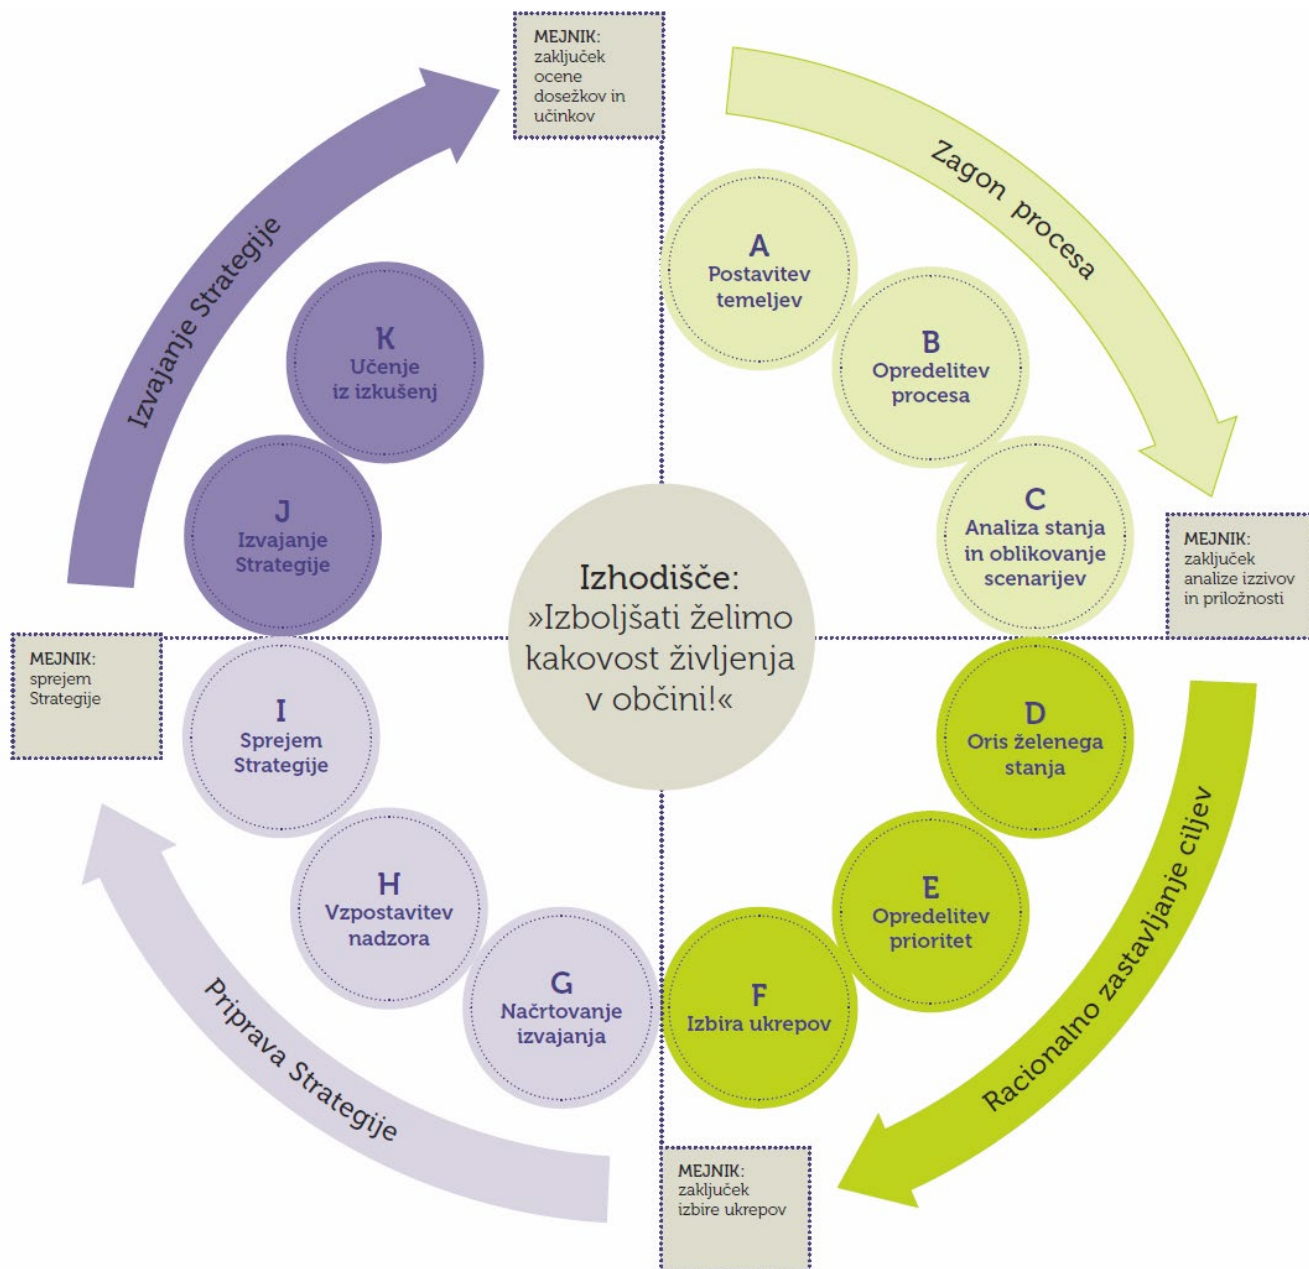 MEJNIK:
zaključek
ocene
dosežkov in
učinkov
Zagon procesa
A
Postavitev
temeljev
B
Opredelitev
procesa
C
Analiza stanja
in oblikovanje
scenarijev
MEJNIK:
zaključek
analize izzivov
in priložnosti
Izhodišče:
»Izboljšati želimo
kakovost življenja
v občini!«
D
Oris želenega
stanja
E
Opredelitev
prioritet
F
Izbira ukrepov
Racionalno zastavljanje ciljev
MEJNIK:
zaključek
izbire ukrepov
G
Načrtovanje
izvajanja
H
Vzpostavitev
nadzora
I
Sprejem
Strategije
Priprava Strategije
MEJNIK:
sprejem
Strategije
J
Izvajanje
Strategije
K
Učenje
iz izkušenj
Izvajanje Strategije